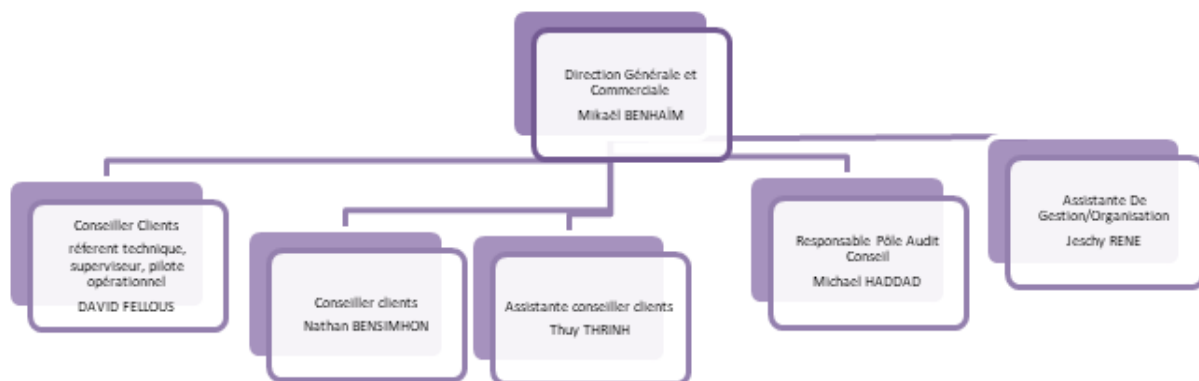 Direction Générale et
Commerciale
Mikaël BENHAÏM
Conseiller Clients
réferent technique,
superviseur, pilote
opérationnel
DAVID FELLOUS
Conseiller clients
Nathan BENSIMHON
Assistante conseiller clients
Thuy THRINH
Responsable Pôle Audit
Conseil
Michael HADDAD
Assistante De
Gestion/Organisation
Jeschy RENE